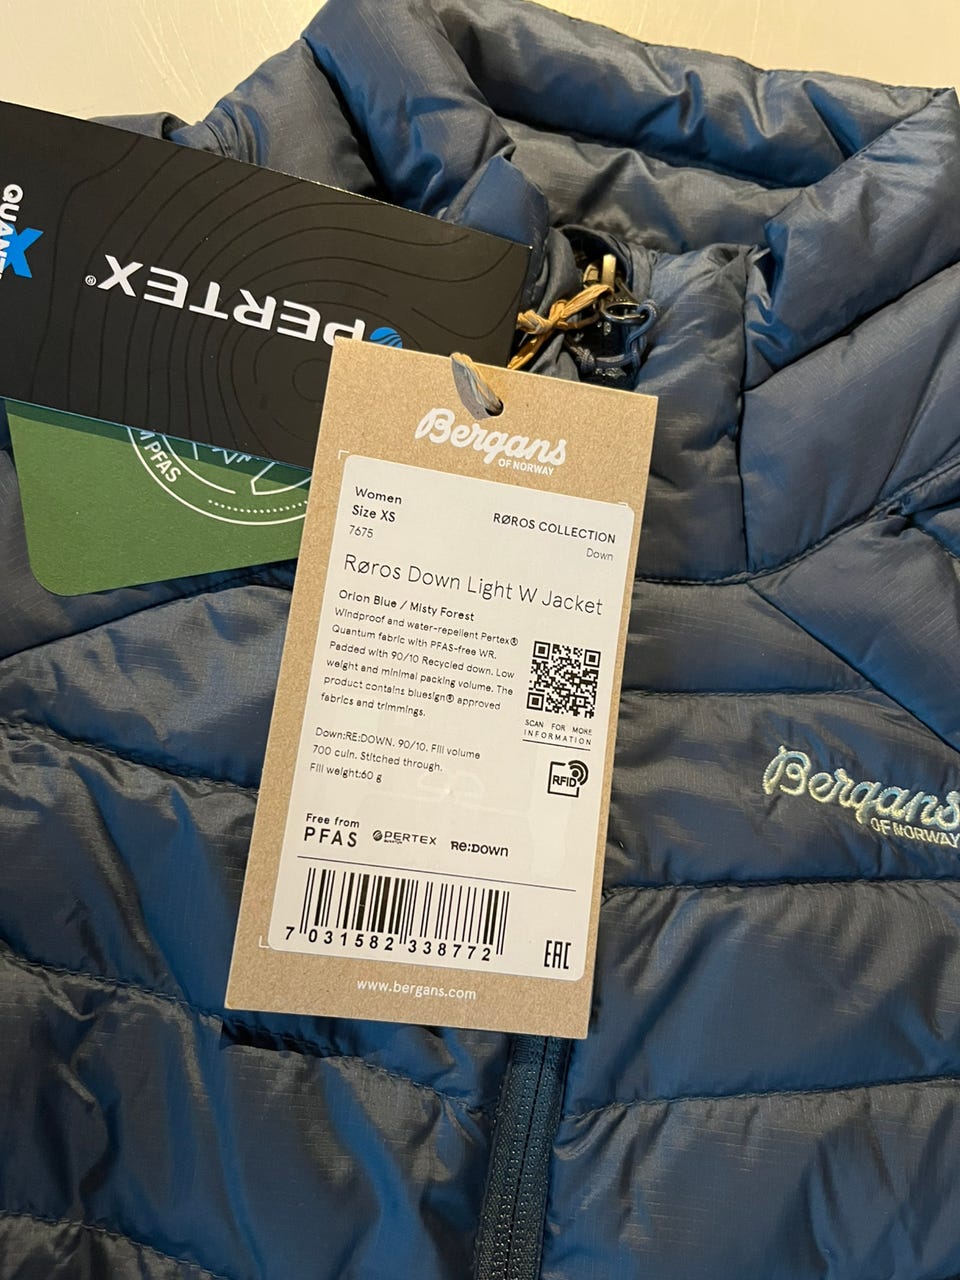 QUANT
PERTEX®
M PFAS
Bergans
OF NORWAY
Women
Size XS
7675
RØROS COLLECTION
Down
Røros Down Light W Jacket
Orion Blue / Misty Forest
Windproof and water-repellent Pertex®
Quantum fabric with PFAS-free WR.
Padded with 90/10 Recycled down. Low
weight and minimal packing volume. The
product contains bluesign® approved
fabrics and trimmings.
SCAN FOR MORE
INFORMATION
Down:RE:DOWN. 90/10. Fill volume
700 cuin. Stitched through.
Fill weight:60 g
RFID
Free from
PFAS
PERTEX
QUANTUM
RE:DOWN
7 031582 338772
EAC
www.bergans.com
Bergans
OF NORWAY